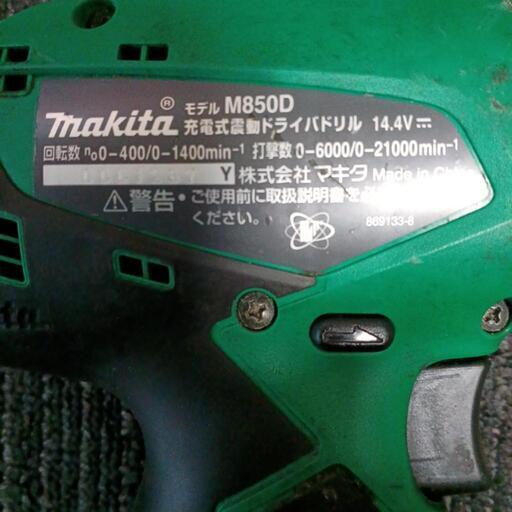 makita® モデル M850D
充電式震動ドライバドリル 14.4V
回転数 n₀0-400/0-1400min⁻¹ 打撃数 0-6000/0-21000min⁻¹
Y 株式会社 マキタ Made in
⚠警告・ご使用前に取扱説明書を
ください。
869133-8